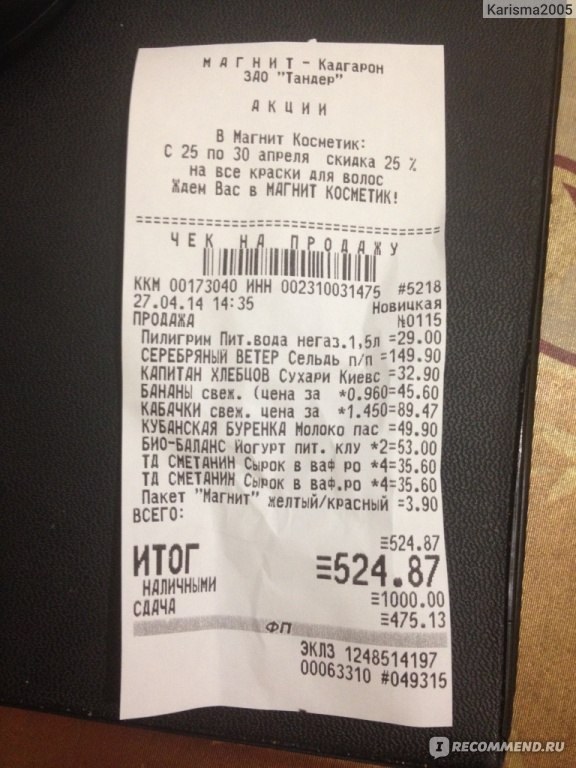 Karisma2005
МАГНИТ - Кадгарон
ЗАО "Тандер"
АКЦИИ
В Магнит Косметик:
С 25 по 30 апреля скидка 25 %
на все краски для волос
Ждем Вас в МАГНИТ КОСМЕТИК!
ЧЕК НА ПРОДАЖУ
ККМ 00173040 ИНН 002310031475 #5218
27.04.14 14:35 Новицкая
ПРОДАЖА №0115
Пилигрим Пит.вода негаз.1,5л =29.00
СЕРЕБРЯНЫЙ ВЕТЕР Сельдь п/п =149.90
КАПИТАН ХЛЕБЦОВ Сухари Киевс =32.90
БАНАНЫ свеж. (цена за *0.960=45.60
КАБАЧКИ свеж. цена за *1.450=89.47
КУБАНСКАЯ БУРЕНКА Молоко пас =49.90
БИО-БАЛАНС Йогурт пит. клу *2=53.00
ТД СМЕТАНИН Сырок в ваф.ро *4=35.60
ТД СМЕТАНИН Сырок в ваф.ро *4=35.60
Пакет "Магнит" желтый/красный =3.90
ВСЕГО:
≡524.87
ИТОГ ≡524.87
НАЛИЧНЫМИ ≡1000.00
СДАЧА ≡475.13
ФП
ЭКЛЗ 1248514197
00063310 #049315
IRECOMMEND.RU